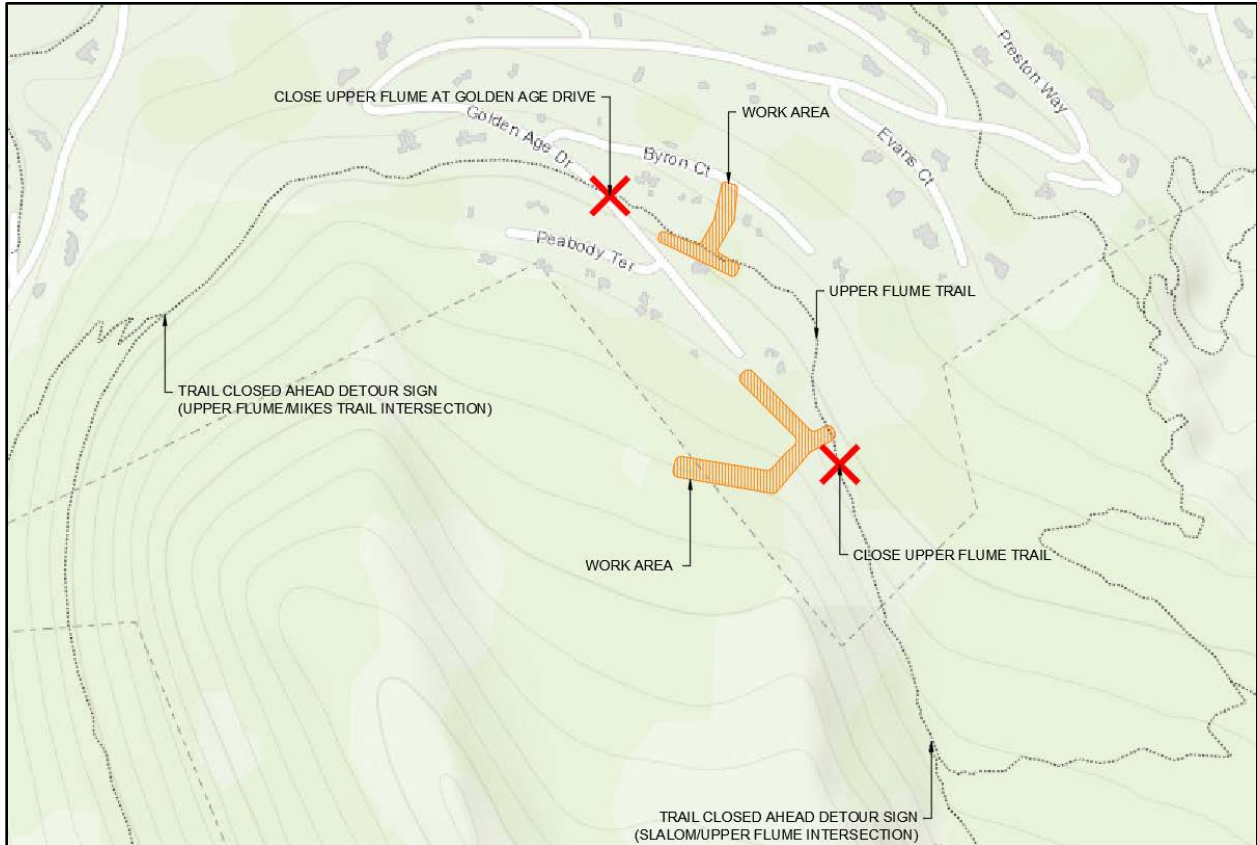 Preston Way
CLOSE UPPER FLUME AT GOLDEN AGE DRIVE
WORK AREA
Golden Age Dr
Byron Ct
Evans Ct
Peabody Ter
UPPER FLUME TRAIL
TRAIL CLOSED AHEAD DETOUR SIGN
(UPPER FLUME/MIKES TRAIL INTERSECTION)
CLOSE UPPER FLUME TRAIL
WORK AREA
TRAIL CLOSED AHEAD DETOUR SIGN
(SLALOM/UPPER FLUME INTERSECTION)